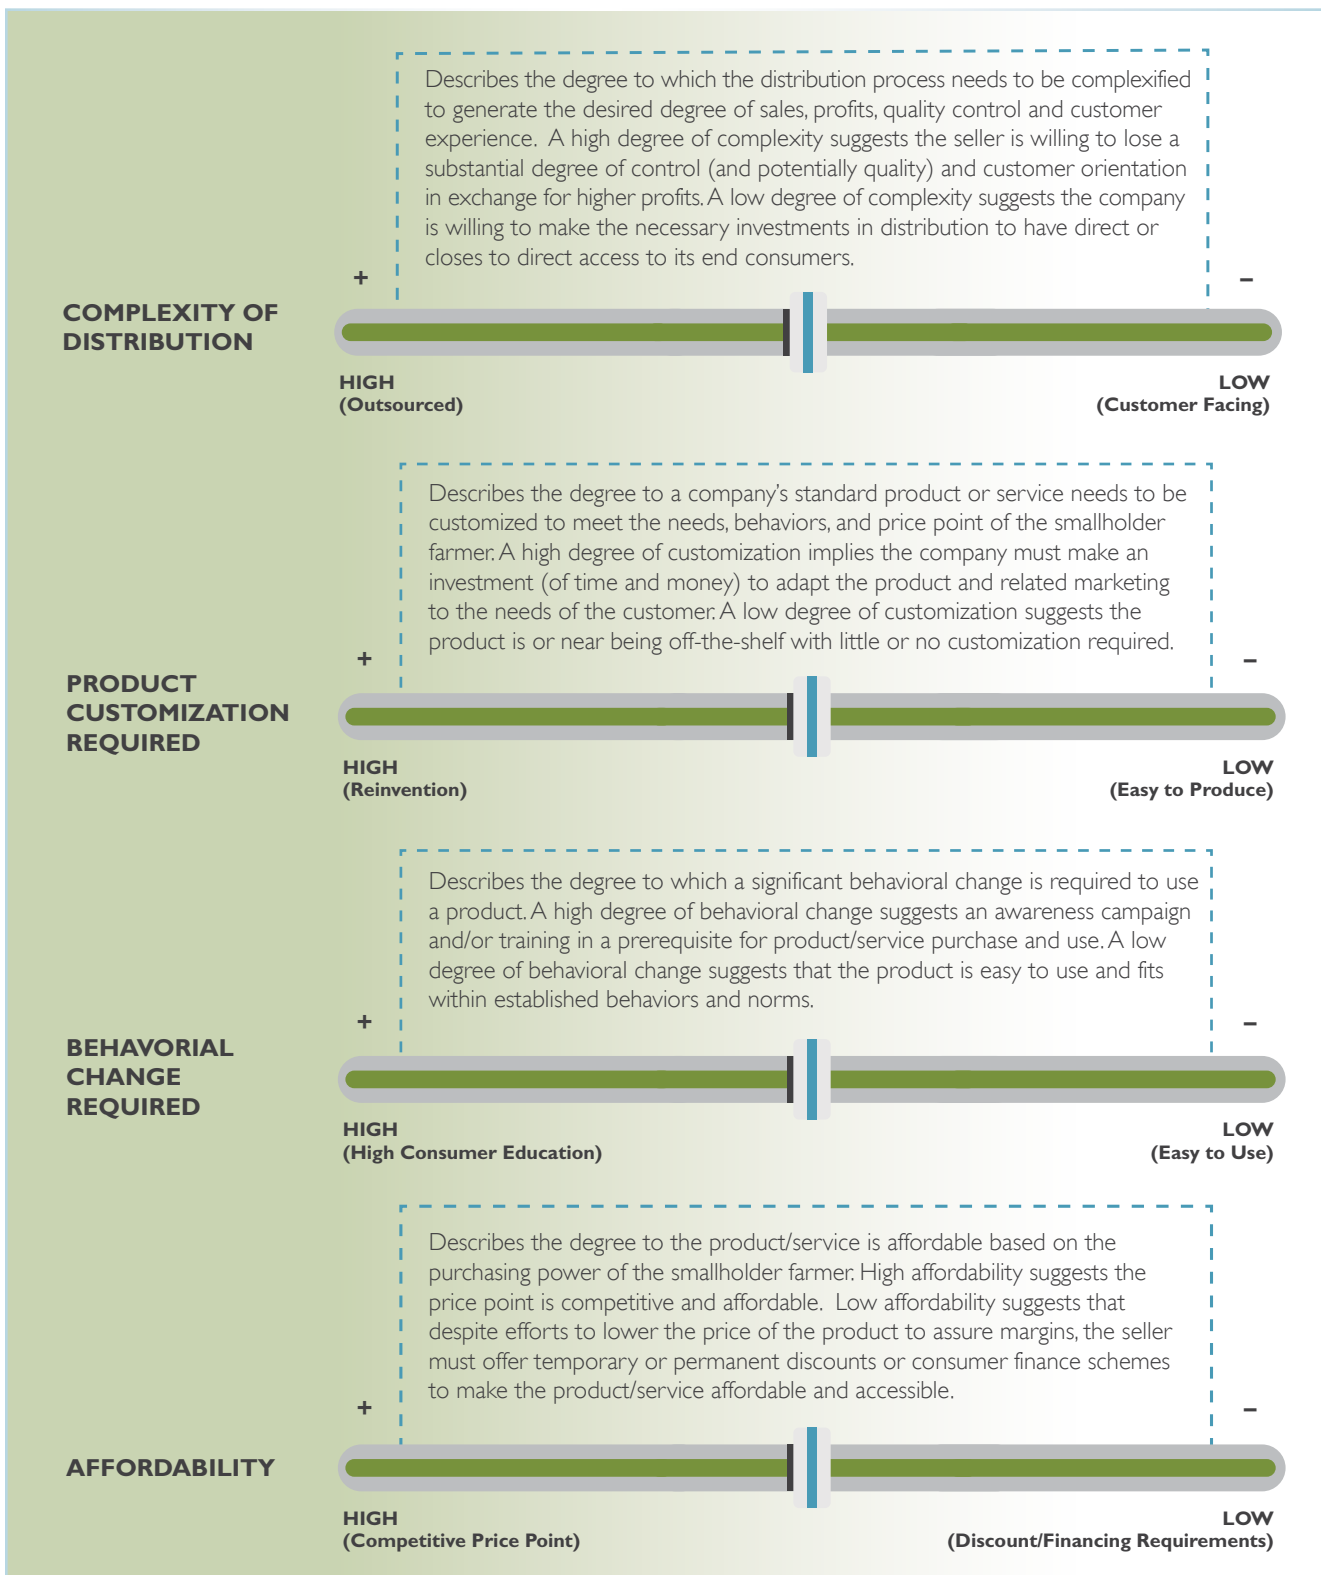 Describes the degree to which the distribution process needs to be complexified
to generate the desired degree of sales, profits, quality control and customer
experience.  A high degree of complexity suggests the seller is willing to lose a
substantial degree of control (and potentially quality) and customer orientation
in exchange for higher profits. A low degree of complexity suggests the company
is willing to make the necessary investments in distribution to have direct or
closes to direct access to its end consumers.
+
–
COMPLEXITY OF
DISTRIBUTION
HIGH
(Outsourced)
LOW
(Customer Facing)
Describes the degree to a company's standard product or service needs to be
customized to meet the needs, behaviors, and price point of the smallholder
farmer. A high degree of customization implies the company must make an
investment (of time and money) to adapt the product and related marketing
to the needs of the customer. A low degree of customization suggests the
product is or near being off-the-shelf with little or no customization required.
+
–
PRODUCT
CUSTOMIZATION
REQUIRED
HIGH
(Reinvention)
LOW
(Easy to Produce)
Describes the degree to which a significant behavioral change is required to use
a product. A high degree of behavioral change suggests an awareness campaign
and/or training in a prerequisite for product/service purchase and use. A low
degree of behavioral change suggests that the product is easy to use and fits
within established behaviors and norms.
+
–
BEHAVORIAL
CHANGE
REQUIRED
HIGH
(High Consumer Education)
LOW
(Easy to Use)
Describes the degree to the product/service is affordable based on the
purchasing power of the smallholder farmer. High affordability suggests the
price point is competitive and affordable.  Low affordability suggests that
despite efforts to lower the price of the product to assure margins, the seller
must offer temporary or permanent discounts or consumer finance schemes
to make the product/service affordable and accessible.
+
–
AFFORDABILITY
HIGH
(Competitive Price Point)
LOW
(Discount/Financing Requirements)